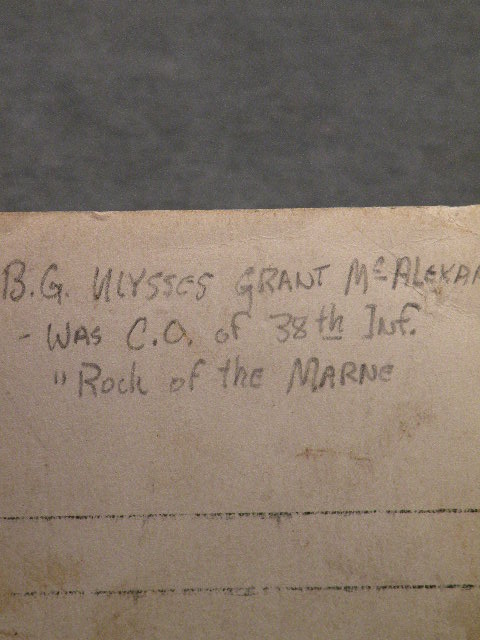 B.G. ULYSSES GRANT McALEXAN
- WAS C.O. of 38th INF.
" Rock of the MARNE